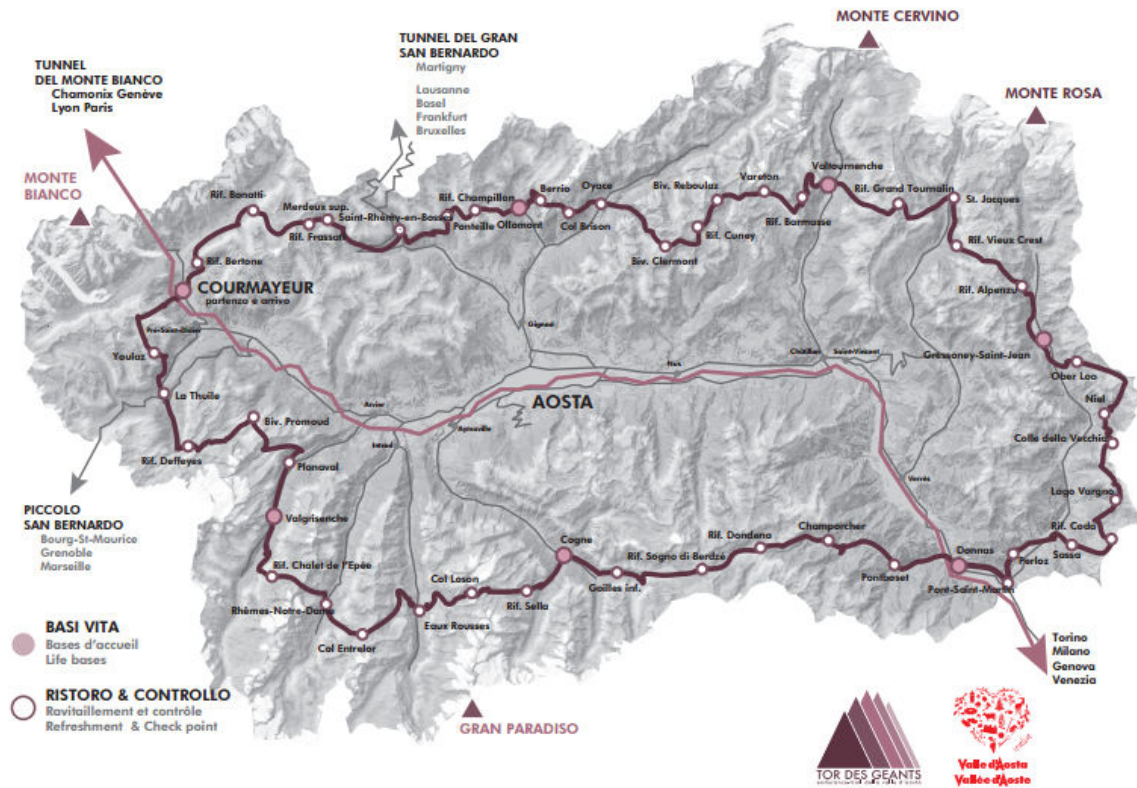 MONTE CERVINO
TUNNEL DEL GRAN
SAN BERNARDO
Martigny
Lausanne
Basel
Frankfurt
Bruxelles
TUNNEL
DEL MONTE BIANCO
Chamonix Genève
Lyon Paris
MONTE ROSA
MONTE
BIANCO
Rif. Bonatti
Merdeux sup.
Rif. Frassati
Saint-Rhémy-en-Bosses
Rif. Champillon
Ponteille
Ollomont
Berrio
Col Brison
Oyace
Biv. Clermont
Rif. Cuney
Biv. Reboulaz
Vareton
Rif. Barmasse
Valtournenche
Rif. Grand Tournalin
St. Jacques
Rif. Vieux Crest
Rif. Alpenzu
Rif. Bertone
COURMAYEUR
partenza e arrivo
Pré-Saint-Didier
Gignod
Youlaz
La Thuile
Nus
Châtillon
Saint-Vincent
Gressoney-Saint-Jean
Ober Loo
Niel
Arvier
AOSTA
Biv. Promoud
Introd
Aymaville
Colle della Vecchia
Rif. Deffeyes
Planaval
Verrès
Lago Vargno
PICCOLO
SAN BERNARDO
Bourg-St-Maurice
Grenoble
Marseille
Valgrisenche
Rif. Coda
Sassa
Perloz
Champorcher
Rif. Dondena
Cogne
Rif. Sogno di Berdzé
Goilles inf.
Donnas
Pontboset
Pont-Saint-Martin
Rif. Chalet de l'Epée
Col Loson
Rif. Sella
Rhêmes-Notre-Dame
Eaux Rousses
Col Entrelor
BASI VITA
Bases d'accueil
Life bases
Torino
Milano
Genova
Venezia
RISTORO & CONTROLLO
Ravitaillement et contrôle
Refreshment & Check point
GRAN PARADISO
TOR DES GEANTS
Valle d'Aosta
Vallée d'Aoste